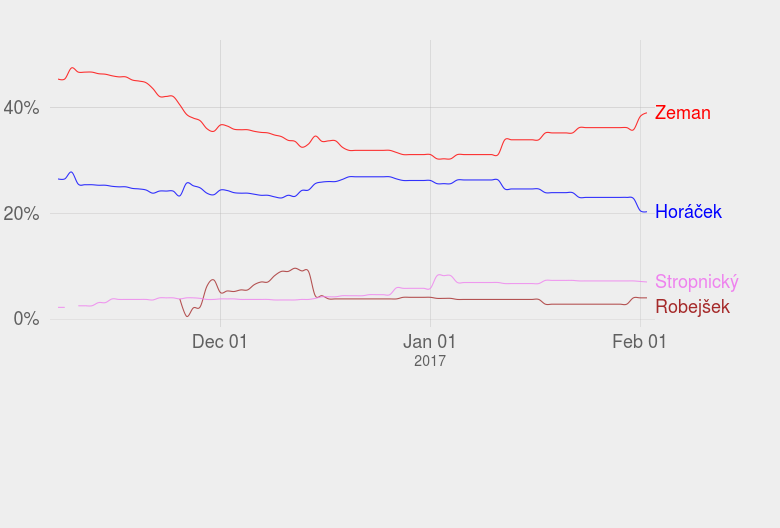 40%
Zeman
20%
Horáček
Stropnický
Robejšek
0%
Dec 01
Jan 01
Feb 01
2017